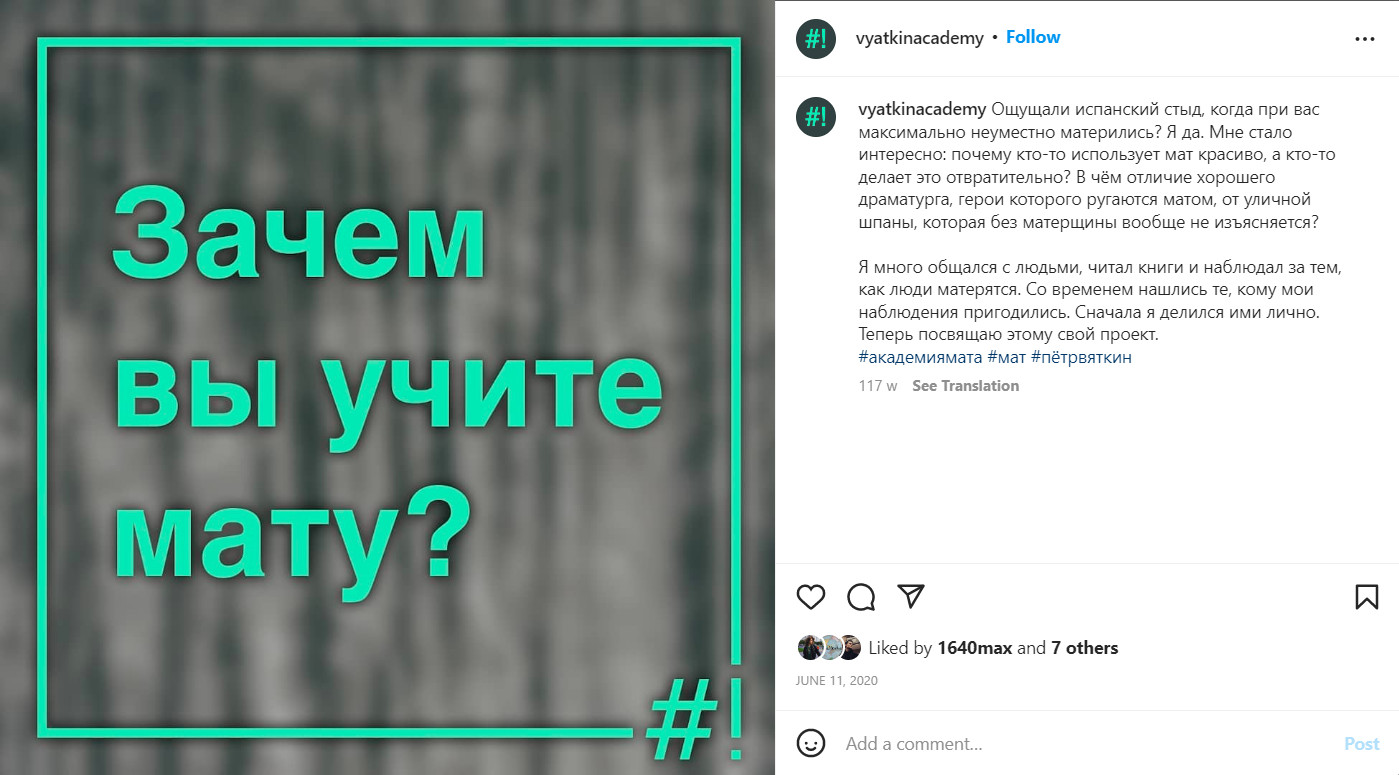 Зачем
вы учите
мату?
#!
#!
vyatkinacademy • Follow
#!
vyatkinacademy Ощущали испанский стыд, когда при вас
максимально неуместно матерились? Я да. Мне стало
интересно: почему кто-то использует мат красиво, а кто-то
делает это отвратительно? В чём отличие хорошего
драматурга, герои которого ругаются матом, от уличной
шпаны, которая без матерщины вообще не изъясняется?
Я много общался с людьми, читал книги и наблюдал за тем,
как люди матерятся. Со временем нашлись те, кому мои
наблюдения пригодились. Сначала я делился ими лично.
Теперь посвящаю этому свой проект.
#академиямата #мат #пётрвяткин
117 w See Translation
Liked by 1640max and 7 others
JUNE 11, 2020
Add a comment...
Post